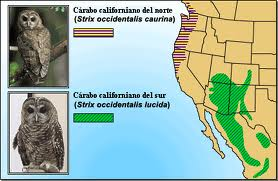 Cárabo californiano del norte
(Strix occidentalis caurina)
Cárabo californiano del sur
(Strix occidentalis lucida)